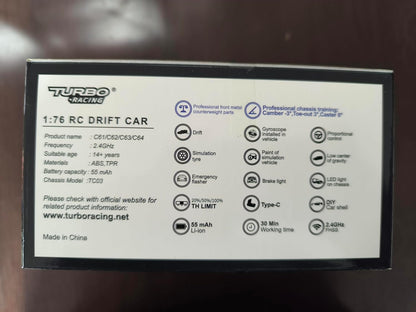 TURBO
RACING
1:76 RC DRIFT CAR
Product name : C61/C62/C63/C64
Frequency : 2.4GHz
Suitable age : 14+ years
Materials : ABS,TPR
Battery capacity : 55 mAh
Chassis Model : TC03
Please check with official website for
related product information:
www.turboracing.net
Made in China
Professional front metal
counterweight parts
Professional chassis training:
Camber -3°,Toe-out 3°,Caster 6°
Drift
Gyroscope
installed in
vehicle
Proportional
control
Simulation
tyre
Paint of
simulation
vehicle
Low center
of gravity
Emergency
flasher
Brake light
LED light
on chassis
20%/50%/100%
TH LIMIT
Type-C
DIY
Car shell
55 mAh
Li-ion
30 Min
Working time
2.4GHz
FHSS